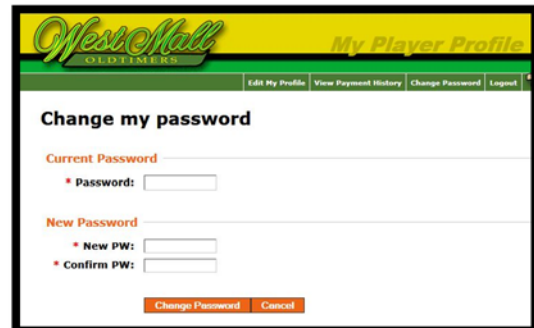 West Mall
OLDTIMERS
My Player Profile
Edit My Profile View Payment History Change Password Logout
Change my password
Current Password
* Password:
New Password
* New PW:
* Confirm PW:
Change Password Cancel